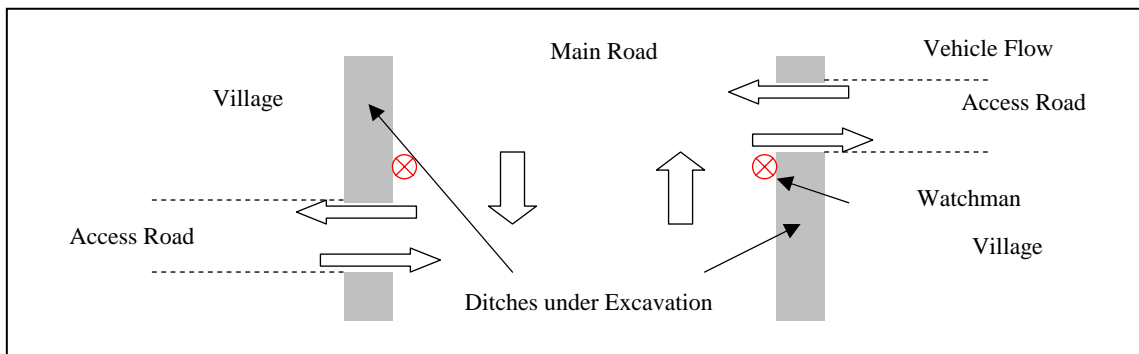 Main Road
Vehicle Flow
Village
Access Road
Watchman
Access Road
Village
Ditches under Excavation